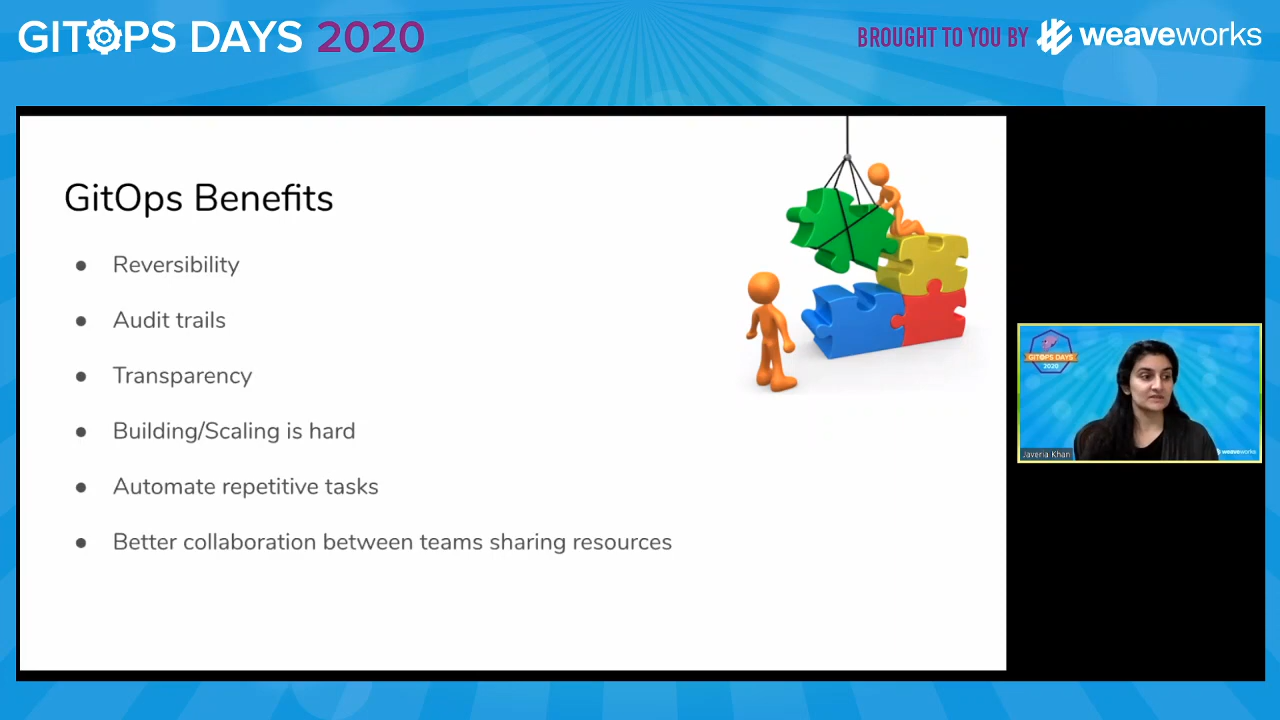 GITOPS DAYS 2020
BROUGHT TO YOU BY weaveworks
GitOps Benefits
● Reversibility
● Audit trails
● Transparency
● Building/Scaling is hard
● Automate repetitive tasks
● Better collaboration between teams sharing resources
GITOPS DAYS
2020
Javeria Khan
weaveworks